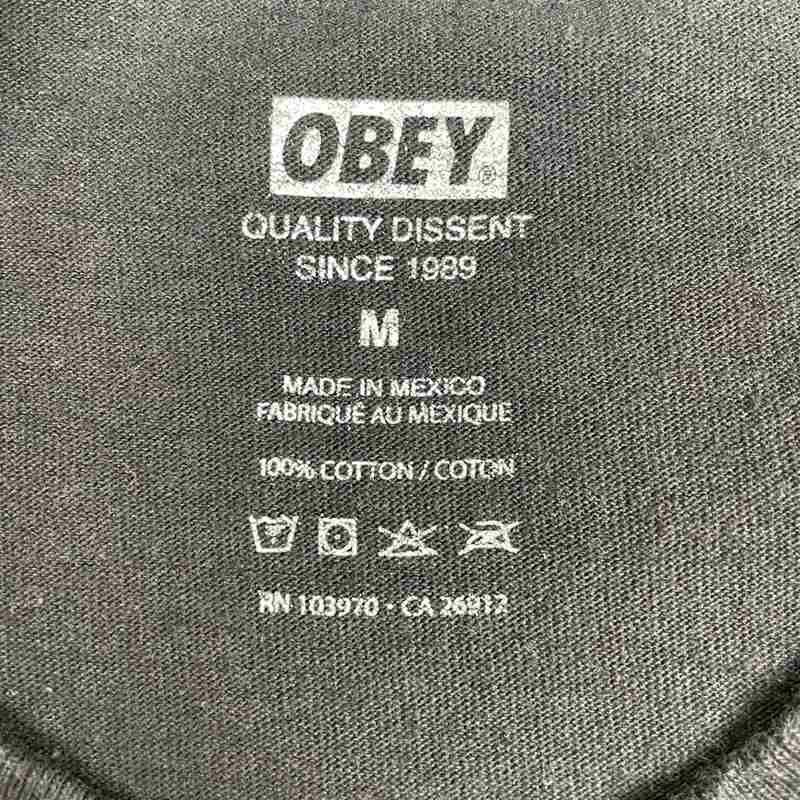 OBEY®
QUALITY DISSENT
SINCE 1989
M
MADE IN MEXICO
FABRIQUÉ AU MEXIQUE
100% COTTON / COTON
RN 103970 • CA 26912